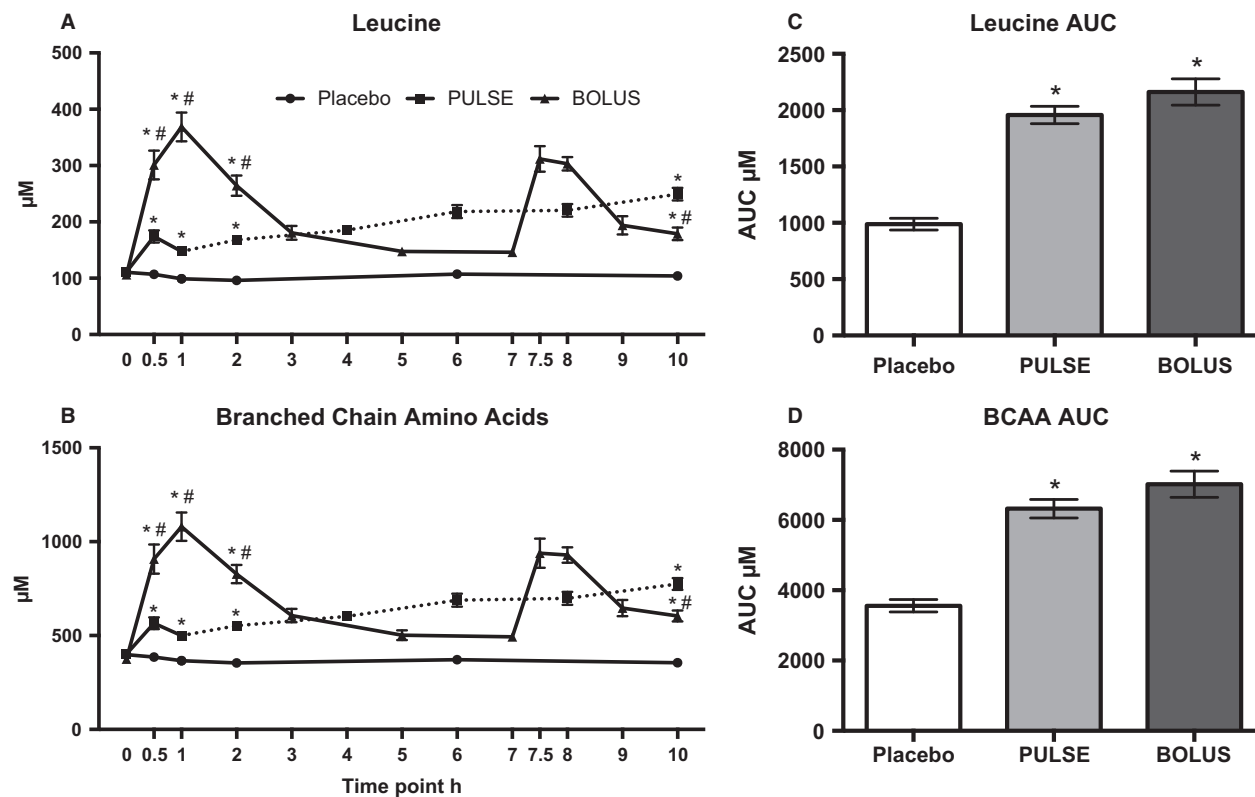 A Leucine
500
400
300
200
100
0
µM
Placebo PULSE BOLUS
* # * # * #
* * *
* * #
0 0.5 1 2 3 4 5 6 7 7.5 8 9 10
B Branched Chain Amino Acids
1500
1000
500
0
µM
* # * # * #
* * *
* * #
0 0.5 1 2 3 4 5 6 7 7.5 8 9 10
Time point h
C Leucine AUC
2500
2000
1500
1000
500
0
AUC µM
* *
Placebo PULSE BOLUS
D BCAA AUC
8000
6000
4000
2000
0
AUC µM
* *
Placebo PULSE BOLUS